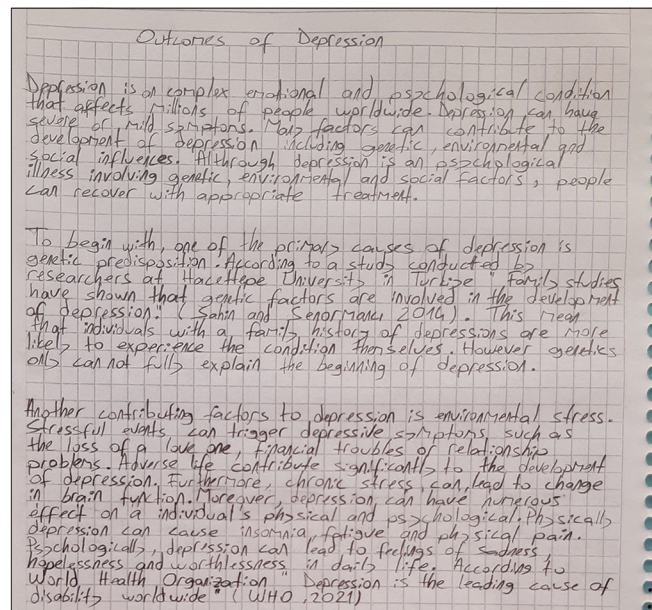 Outcomes of Depression
Depression is an complex emotional and psychological condition
that affects millions of people worldwide. Depression can have
severe or mild symptoms. Many factors can contribute to the
development of depression including genetic, environmental and
social influences. Althrough depression is an psychological
illness involving genetic, environmental and social factors, people
can recover with appropriate treatment.
To begin with, one of the primary causes of depression is
genetic predisposition. According to a study conducted by
researchers at Hacettepe University in Turkiye " family studies
have shown that genetic factors are involved in the development
of depression." (Sahin and Senormancı 2014). This mean
that individuals with a family history of depressions are more
likely to experience the condition themselves. However genetics
only can not fully explain the beginning of depression.
Another contributing factors to depression is environmental stress.
Stressful events can trigger depressive symptoms, such as
the loss of a love one, financial troubles or relationship
problems. Adverse life contribute significantly to the development
of depression. Furthermore, chronic stress can lead to change
in brain function. Moreover, depression can have numerous
effect on a individual's physical and psychological. Physically
depression can cause insomnia, fatigue and physical pain.
Psychologically, depression can lead to feelings of sadness,
hopelessness and worthlessness in daily life. According to
World Health Organization " Depression is the leading cause of
disability worldwide" (WHO, 2021)